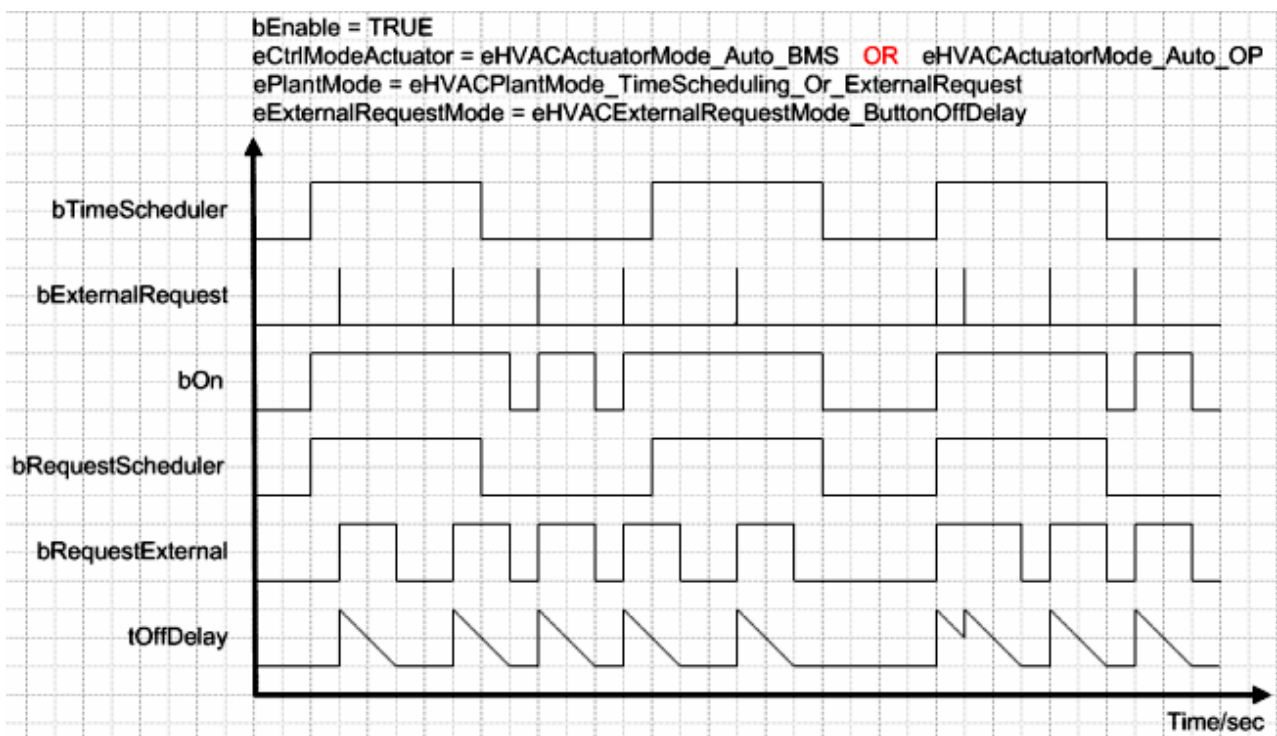 bEnable = TRUE
eCtrlModeActuator = eHVACActuatorMode_Auto_BMS OR eHVACActuatorMode_Auto_OP
ePlantMode = eHVACPlantMode_TimeScheduling_Or_ExternalRequest
eExternalRequestMode = eHVACExternalRequestMode_ButtonOffDelay
bTimeScheduler
bExternalRequest
bOn
bRequestScheduler
bRequestExternal
tOffDelay
Time/sec